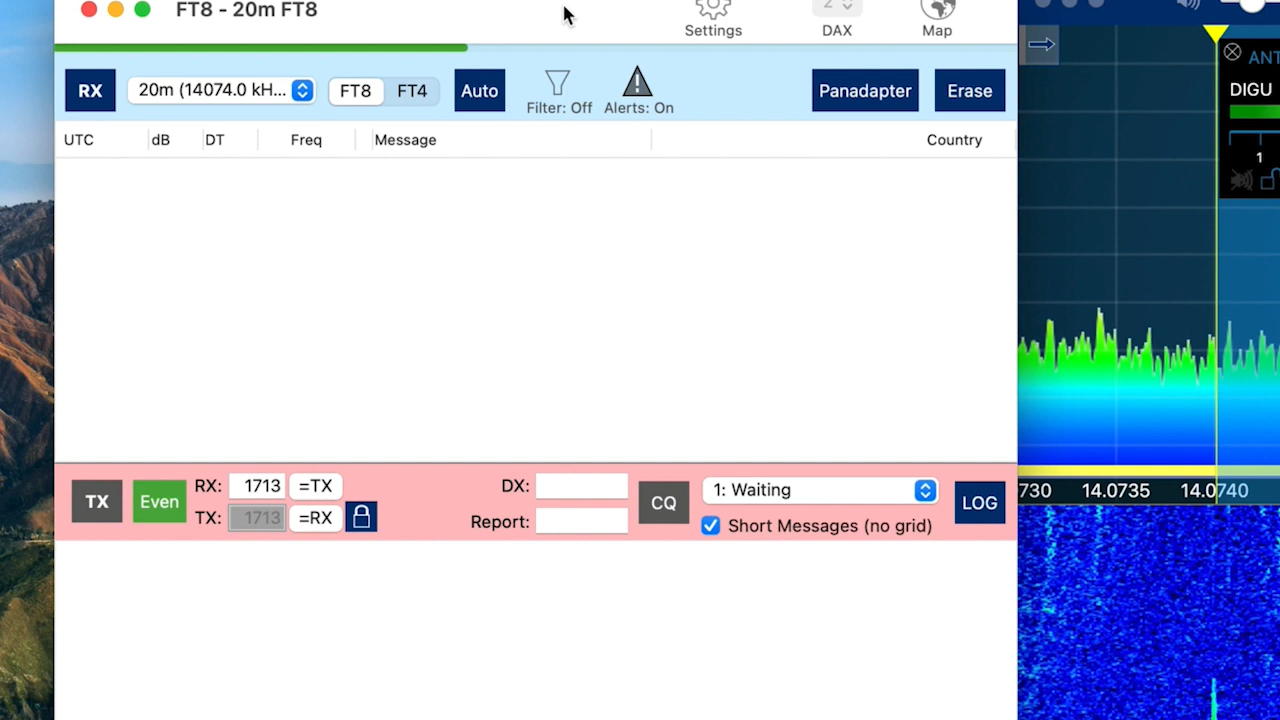 FT8 - 20m FT8
Settings
2
DAX
Map
RX
20m (14074.0 kH...
FT8
FT4
Auto
Filter: Off
Alerts: On
Panadapter
Erase
UTC
dB
DT
Freq
Message
Country
TX
Even
RX:
1713
=TX
TX:
1713
=RX
DX:
Report:
CQ
1: Waiting
Short Messages (no grid)
LOG
ANT
DIGU
1
730
14.0735
14.0740